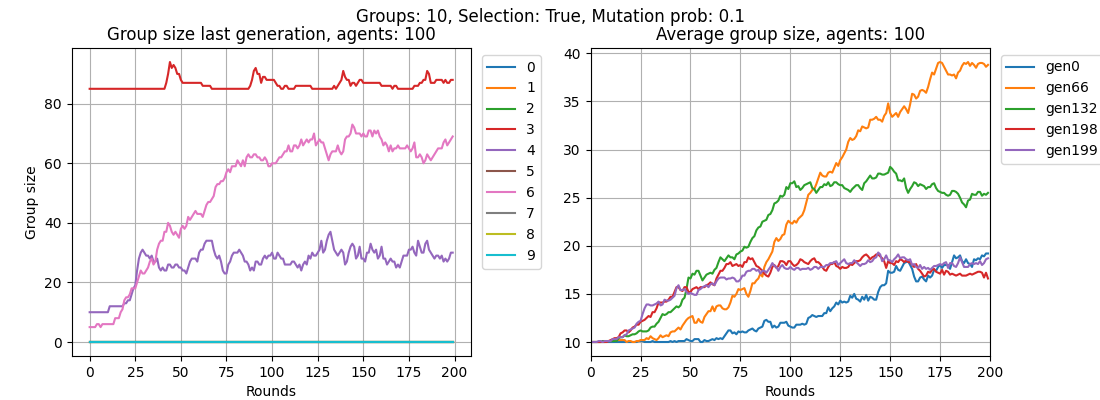 Groups: 10, Selection: True, Mutation prob: 0.1
Group size last generation, agents: 100
Group size
80
60
40
20
0
0 25 50 75 100 125 150 175 200
Rounds
0
1
2
3
4
5
6
7
8
9
Average group size, agents: 100
40
35
30
25
20
15
10
0 25 50 75 100 125 150 175 200
Rounds
gen0
gen66
gen132
gen198
gen199